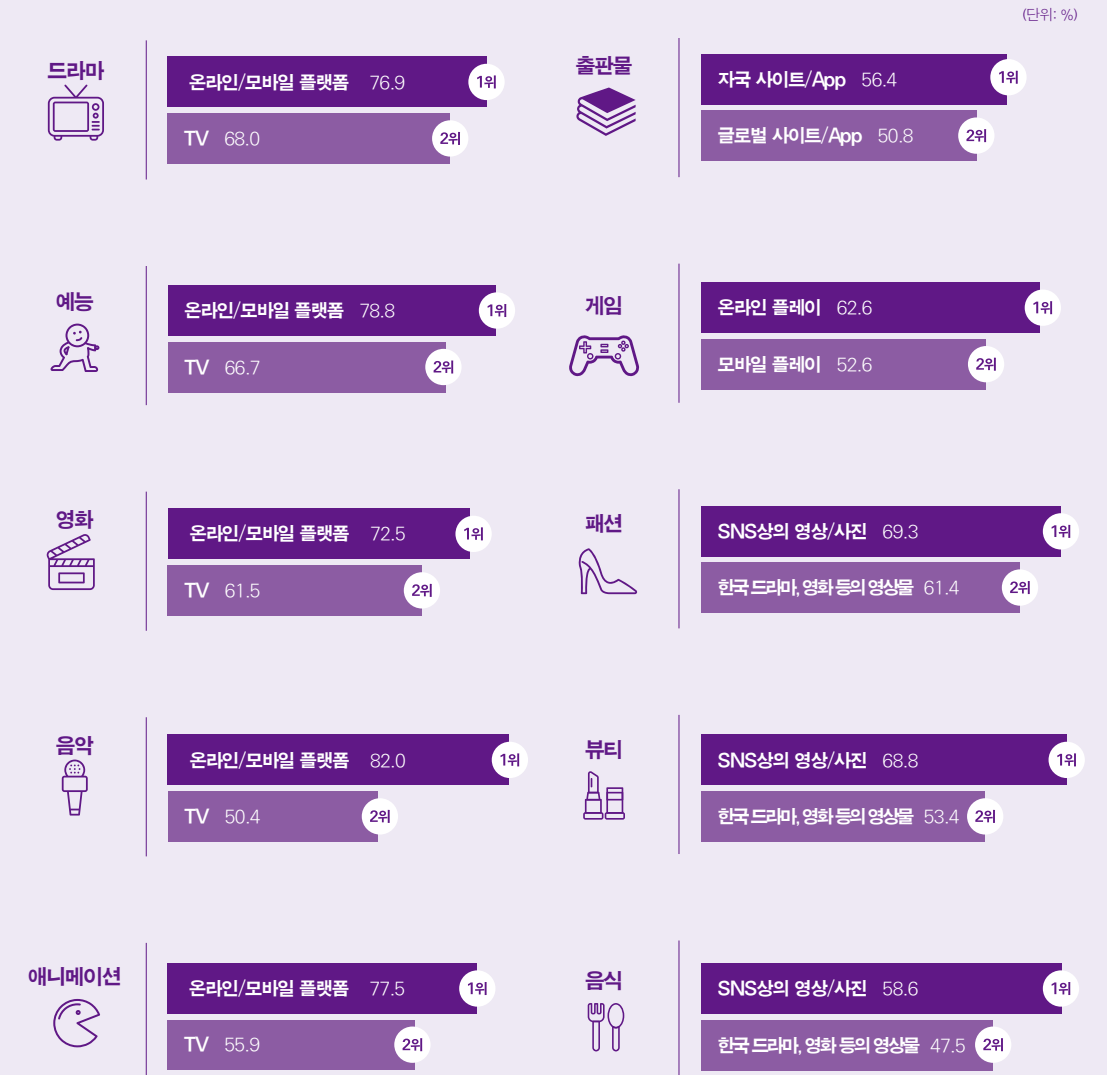 (단위: %)
드라마
온라인/모바일 플랫폼 76.9 1위
TV 68.0 2위
출판물
자국 사이트/App 56.4 1위
글로벌 사이트/App 50.8 2위
예능
온라인/모바일 플랫폼 78.8 1위
TV 66.7 2위
게임
온라인 플레이 62.6 1위
모바일 플레이 52.6 2위
영화
온라인/모바일 플랫폼 72.5 1위
TV 61.5 2위
패션
SNS상의 영상/사진 69.3 1위
한국 드라마, 영화 등의 영상물 61.4 2위
음악
온라인/모바일 플랫폼 82.0 1위
TV 50.4 2위
뷰티
SNS상의 영상/사진 68.8 1위
한국 드라마, 영화 등의 영상물 53.4 2위
애니메이션
온라인/모바일 플랫폼 77.5 1위
TV 55.9 2위
음식
SNS상의 영상/사진 58.6 1위
한국 드라마, 영화 등의 영상물 47.5 2위